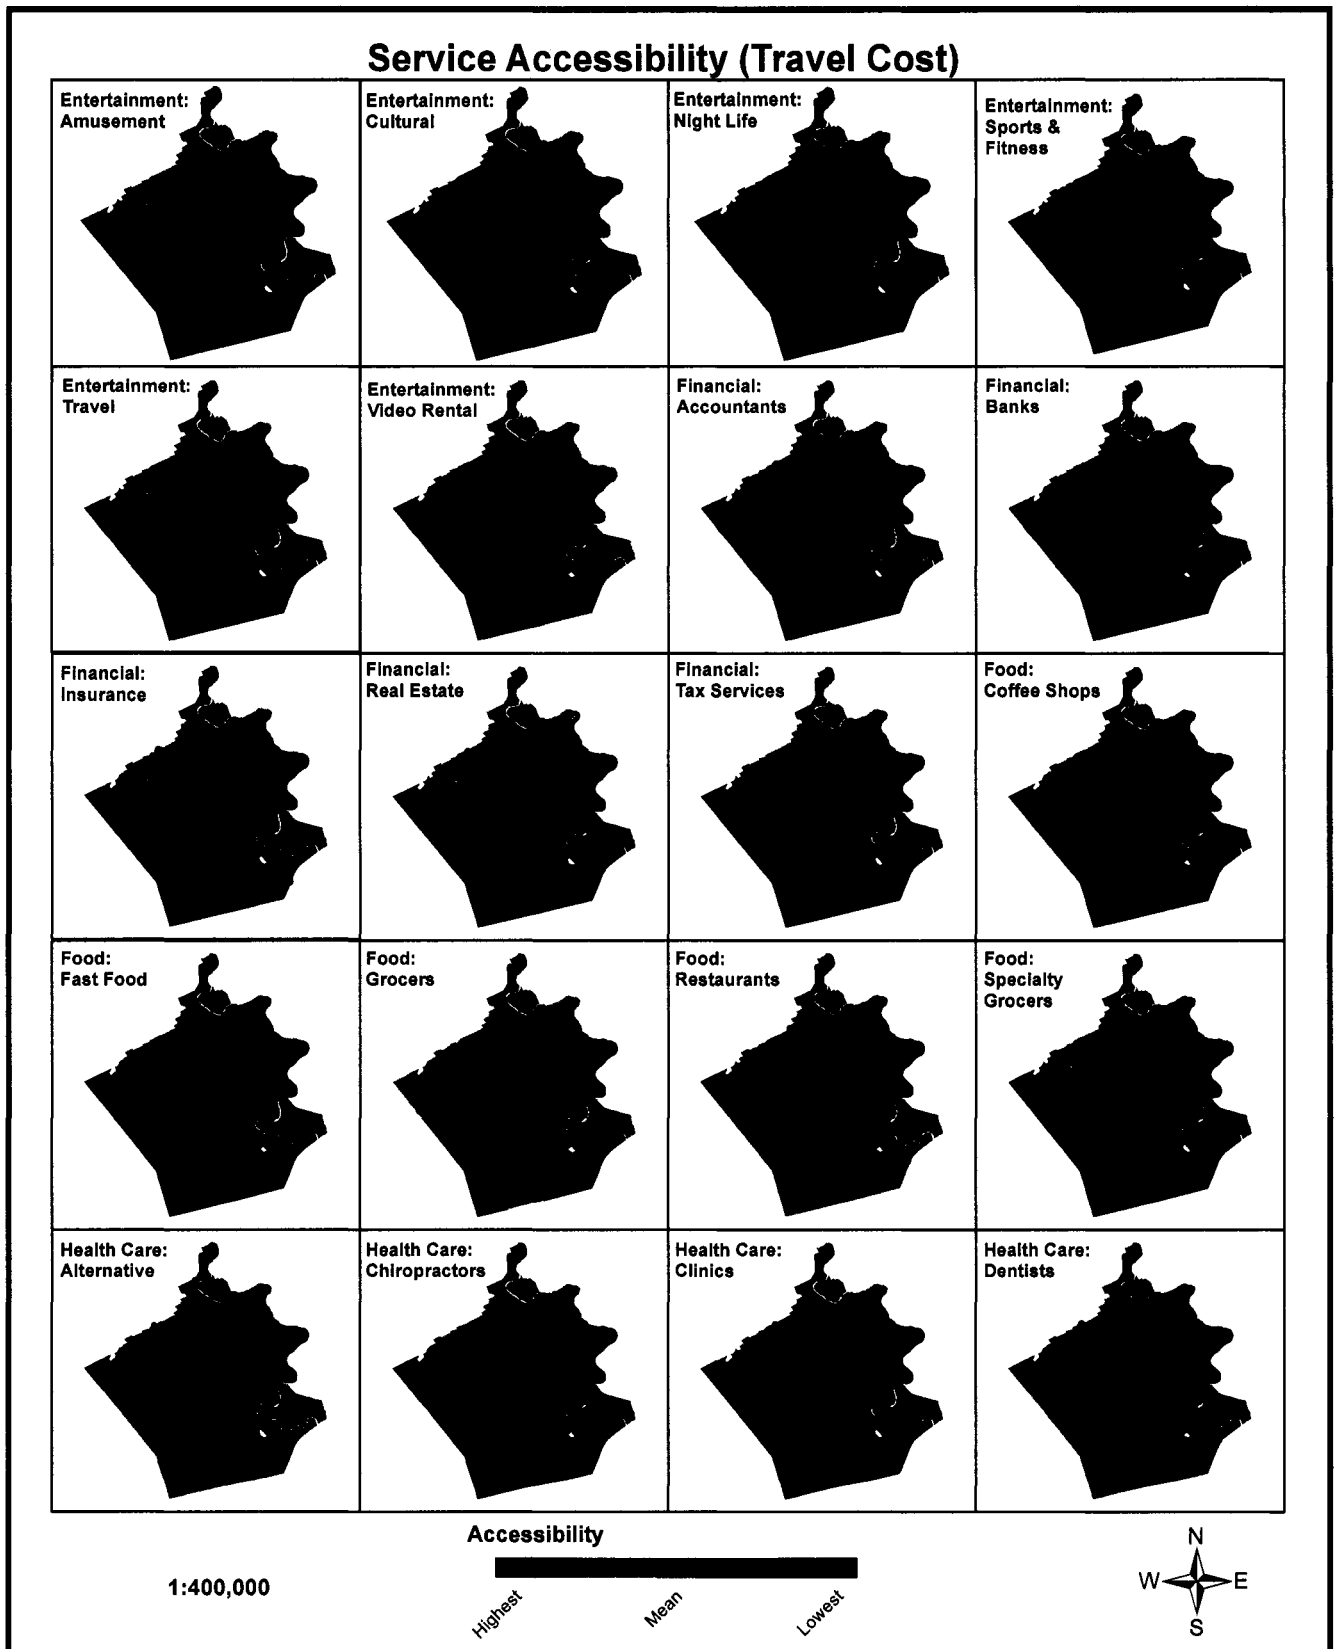 Service Accessibility (Travel Cost)
Entertainment:
Amusement
Entertainment:
Cultural
Entertainment:
Night Life
Entertainment:
Sports &
Fitness
Entertainment:
Travel
Entertainment:
Video Rental
Financial:
Accountants
Financial:
Banks
Financial:
Insurance
Financial:
Real Estate
Financial:
Tax Services
Food:
Coffee Shops
Food:
Fast Food
Food:
Grocers
Food:
Restaurants
Food:
Specialty
Grocers
Health Care:
Alternative
Health Care:
Chiropractors
Health Care:
Clinics
Health Care:
Dentists
Accessibility
1:400,000
Highest
Mean
Lowest
N
W E
S